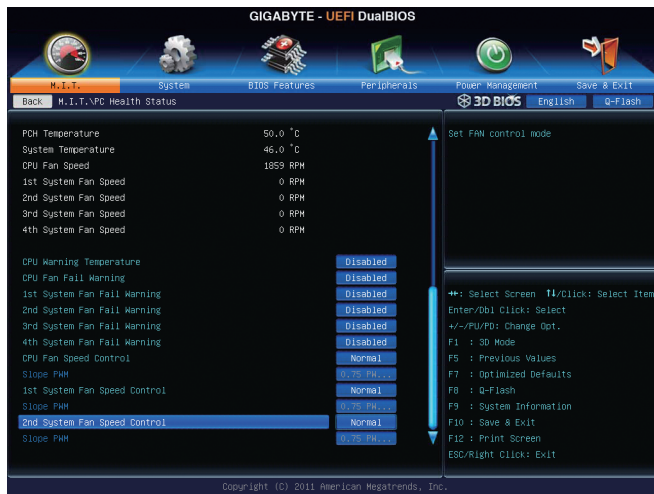 GIGABYTE - UEFI DualBIOS
M.I.T. System BIOS Features Peripherals Power Management Save & Exit
Back M.I.T.\PC Health Status 3D BIOS English Q-Flash
PCH Temperature 50.0 °C
System Temperature 46.0 °C
CPU Fan Speed 1859 RPM
1st System Fan Speed 0 RPM
2nd System Fan Speed 0 RPM
3rd System Fan Speed 0 RPM
4th System Fan Speed 0 RPM
CPU Warning Temperature Disabled
CPU Fan Fail Warning Disabled
1st System Fan Fail Warning Disabled
2nd System Fan Fail Warning Disabled
3rd System Fan Fail Warning Disabled
4th System Fan Fail Warning Disabled
CPU Fan Speed Control Normal
Slope PWM 0.75 PW...
1st System Fan Speed Control Normal
Slope PWM 0.75 PW...
2nd System Fan Speed Control Normal
Slope PWM 0.75 PW...
Set FAN control mode
→←: Select Screen ↑↓/Click: Select Item
Enter/Dbl Click: Select
+/-/PU/PD: Change Opt.
F1 : 3D Mode
F5 : Previous Values
F7 : Optimized Defaults
F8 : Q-Flash
F9 : System Information
F10 : Save & Exit
F12 : Print Screen
ESC/Right Click: Exit
Copyright (C) 2011 American Megatrends, Inc.